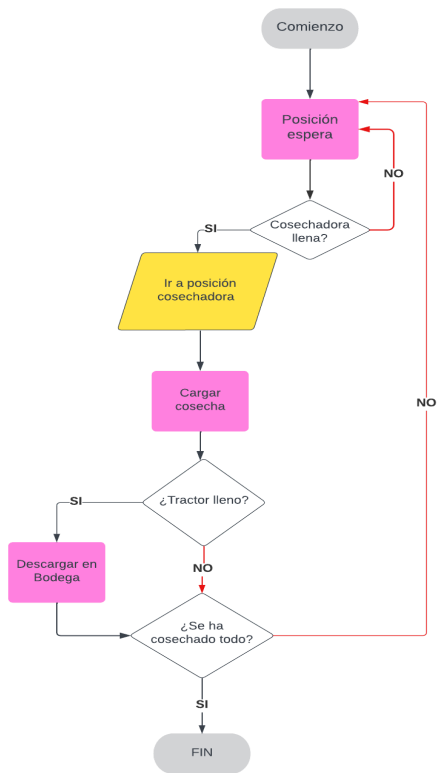 Comienzo
Posición
espera
NO
Cosechadora
llena?
SI
Ir a posición
cosechadora
Cargar
cosecha
NO
¿Tractor lleno?
SI
Descargar en
Bodega
NO
¿Se ha
cosechado todo?
SI
FIN